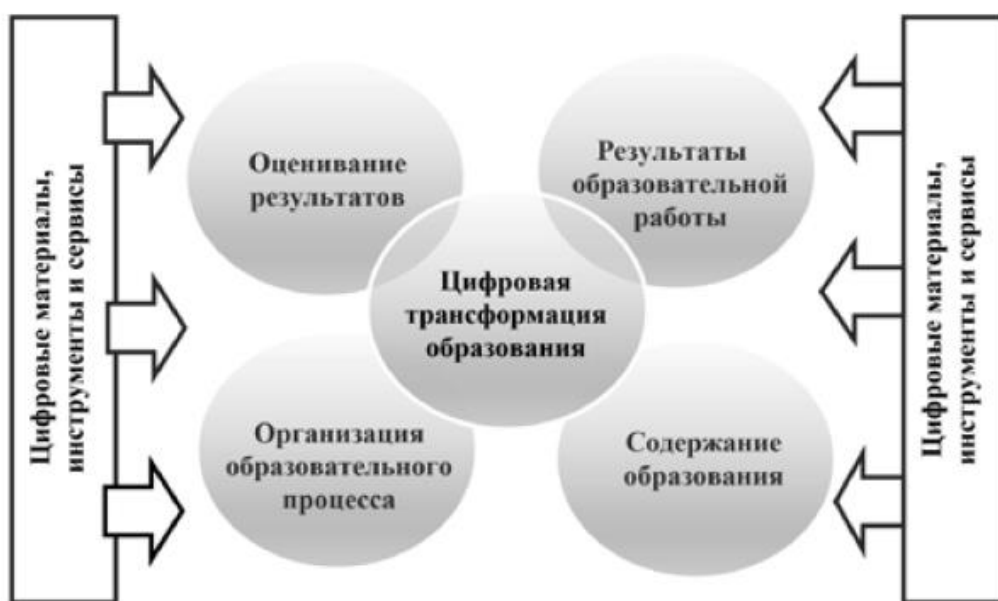 Цифровые материалы,
инструменты и сервисы
Оценивание
результатов
Результаты
образовательной
работы
Цифровая
трансформация
образования
Организация
образовательного
процесса
Содержание
образования
Цифровые материалы,
инструменты и сервисы